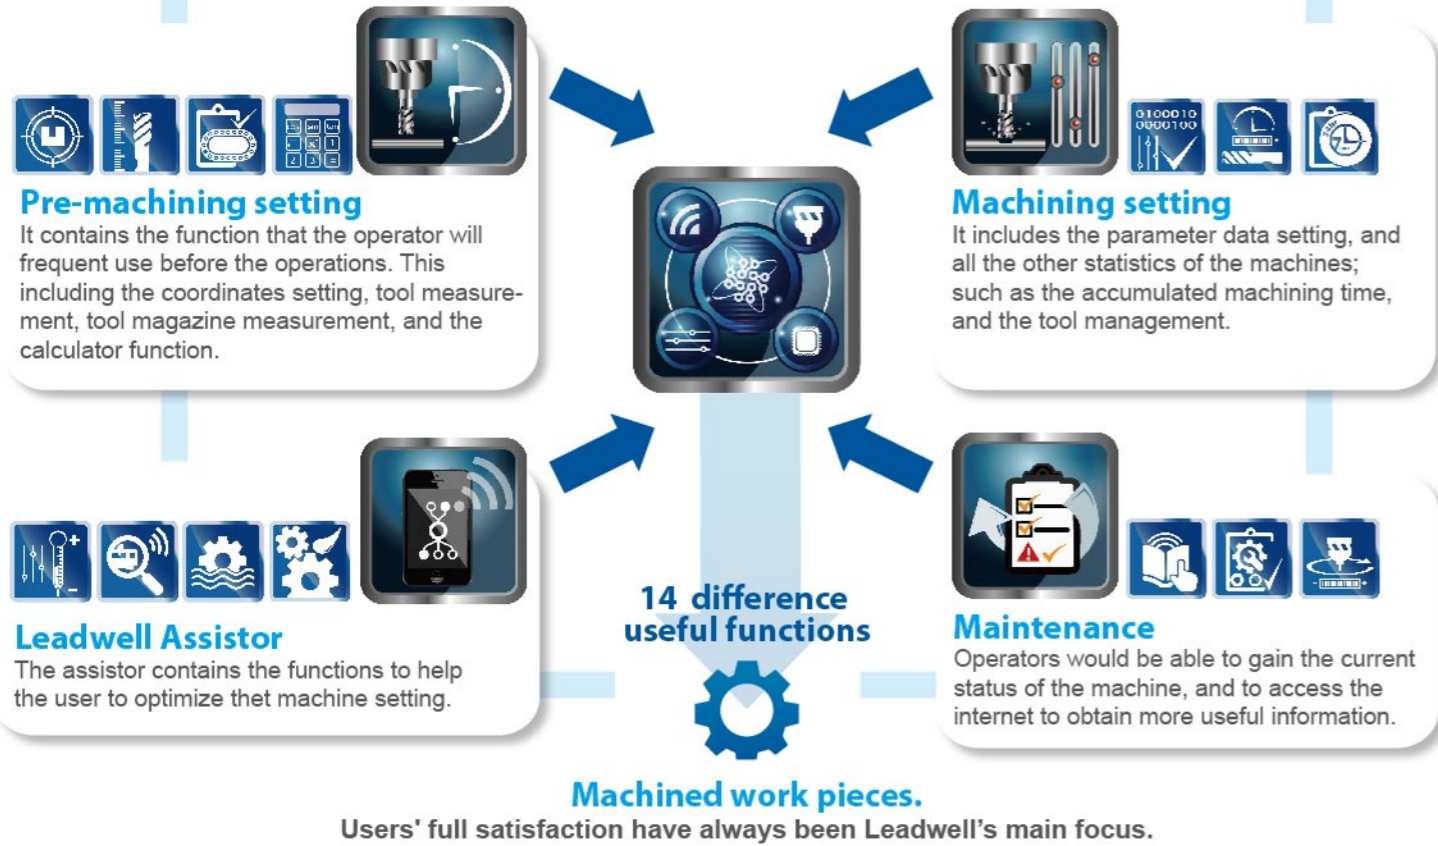 Pre-machining setting
It contains the function that the operator will
frequent use before the operations. This
including the coordinates setting, tool measure-
ment, tool magazine measurement, and the
calculator function.
0100010
0000100
Machining setting
It includes the parameter data setting, and
all the other statistics of the machines;
such as the accumulated machining time,
and the tool management.
Leadwell Assistor
The assistor contains the functions to help
the user to optimize thet machine setting.
14 difference
useful functions
Maintenance
Operators would be able to gain the current
status of the machine, and to access the
internet to obtain more useful information.
Machined work pieces.
Users' full satisfaction have always been Leadwell’s main focus.